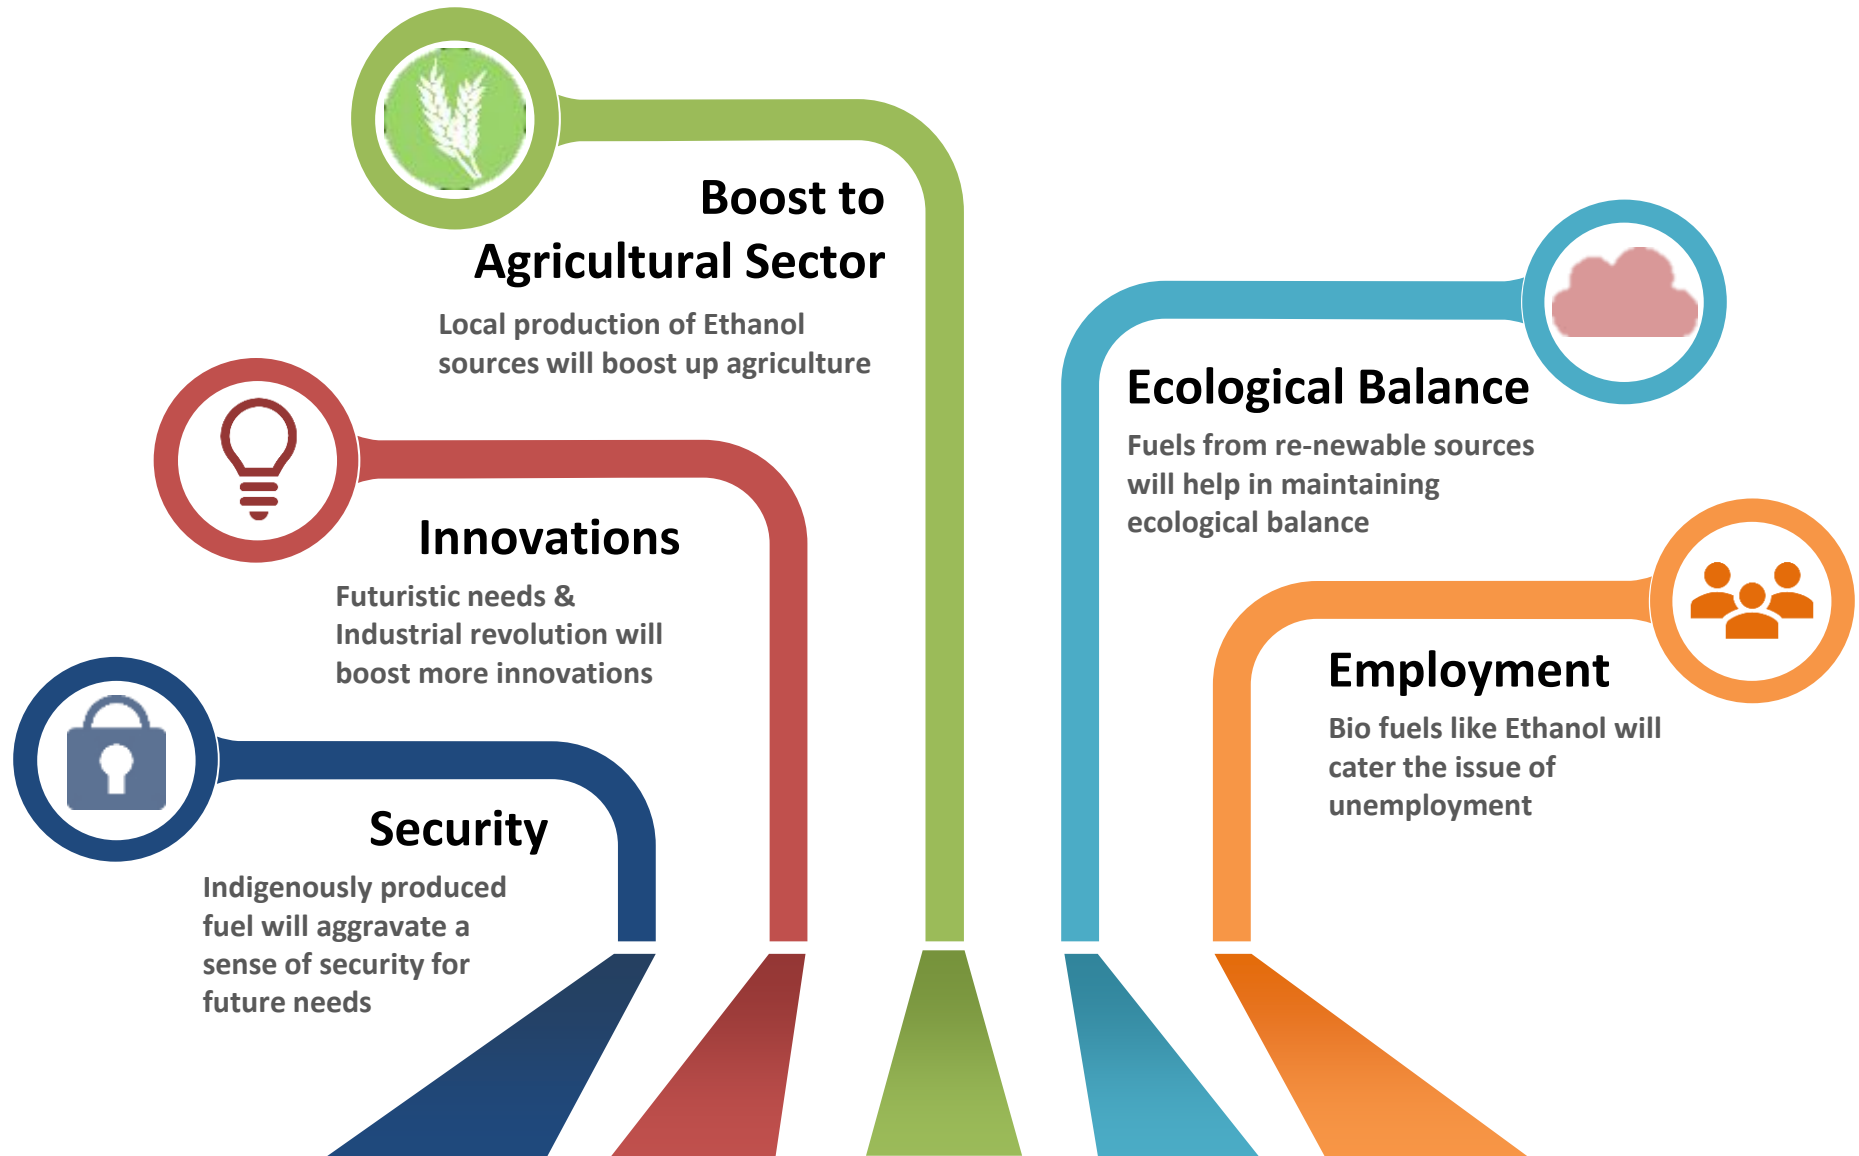 Boost to
Agricultural Sector
Local production of Ethanol
sources will boost up agriculture
Innovations
Futuristic needs &
Industrial revolution will
boost more innovations
Security
Indigenously produced
fuel will aggravate a
sense of security for
future needs
Ecological Balance
Fuels from re-newable sources
will help in maintaining
ecological balance
Employment
Bio fuels like Ethanol will
cater the issue of
unemployment